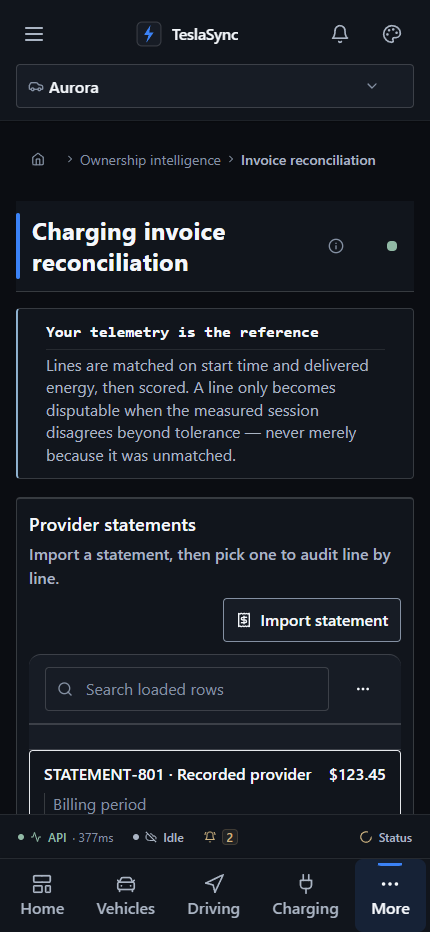 TeslaSync
Aurora
Ownership intelligence
Invoice reconciliation
Charging invoice
reconciliation
Your telemetry is the reference
Lines are matched on start time and delivered
energy, then scored. A line only becomes
disputable when the measured session
disagrees beyond tolerance — never merely
because it was unmatched.
Provider statements
Import a statement, then pick one to audit line by
line.
Import statement
Search loaded rows
STATEMENT-801 · Recorded provider $123.45
Billing period
API · 377ms Idle 2 Status
Home Vehicles Driving Charging More